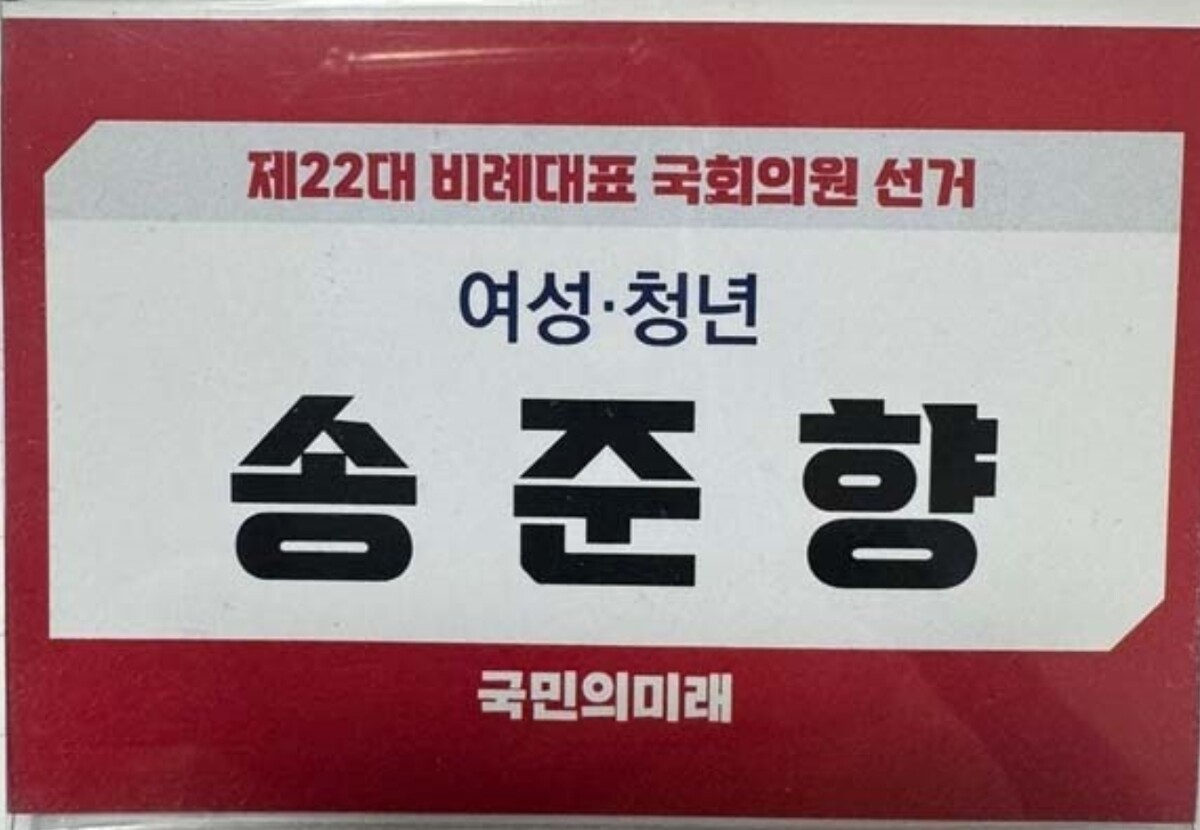 제22대 비례대표 국회의원 선거
여성·청년
송준향
국민의미래